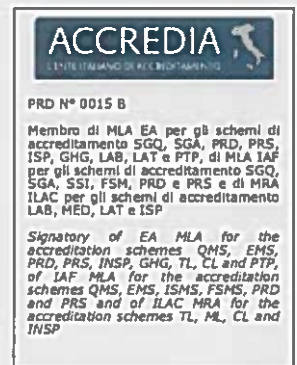 ACCREDIA
L'ENTE ITALIANO DI ACCREDITAMENTO
PRD N° 0015 B
Membro di MLA EA per gli schemi di
accreditamento SGQ, SGA, PRD, PRS,
ISP, GHG, LAB, LAT e PTP, di MLA IAF
per gli schemi di accreditamento SGQ,
SGA, SSI, FSM, PRD e PRS e di MRA
ILAC per gli schemi di accreditamento
LAB, MED, LAT e ISP
Signatory of EA MLA for the
accreditation schemes QMS, EMS,
PRD, PRS, INSP, GHG, TL, CL and PTP,
of IAF MLA for the accreditation
schemes QMS, EMS, ISMS, FSMS, PRD
and PRS and of ILAC MRA for the
accreditation schemes TL, ML, CL and
INSP